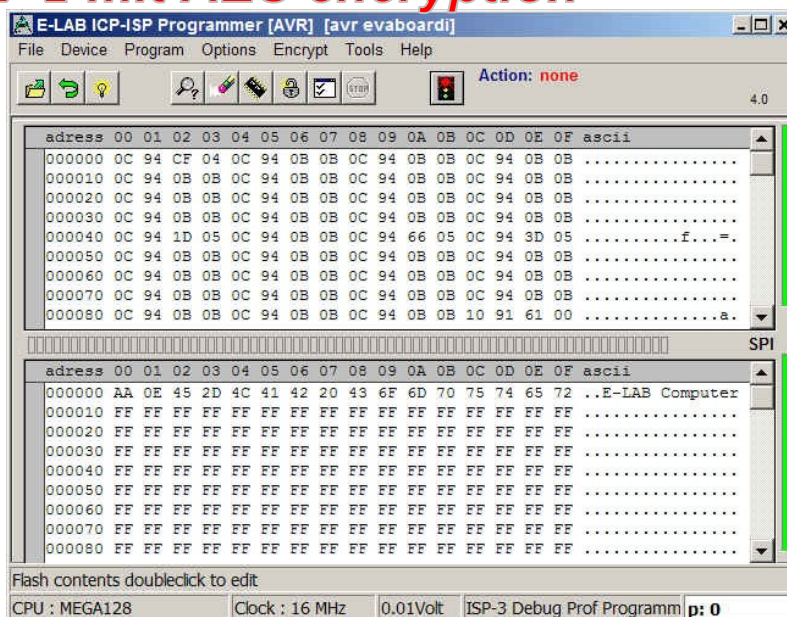 mit AES encryption
E-LAB ICP-ISP Programmer [AVR] [avr evaboardi]
File Device Program Options Encrypt Tools Help
STOP
Action: none
4.0
adress 00 01 02 03 04 05 06 07 08 09 0A 0B 0C 0D 0E 0F ascii
000000 0C 94 CF 04 0C 94 0B 0B 0C 94 0B 0B 0C 94 0B 0B ................
000010 0C 94 0B 0B 0C 94 0B 0B 0C 94 0B 0B 0C 94 0B 0B ................
000020 0C 94 0B 0B 0C 94 0B 0B 0C 94 0B 0B 0C 94 0B 0B ................
000030 0C 94 0B 0B 0C 94 0B 0B 0C 94 0B 0B 0C 94 0B 0B ................
000040 0C 94 1D 05 0C 94 0B 0B 0C 94 66 05 0C 94 3D 05 ..........f...=.
000050 0C 94 0B 0B 0C 94 0B 0B 0C 94 0B 0B 0C 94 0B 0B ................
000060 0C 94 0B 0B 0C 94 0B 0B 0C 94 0B 0B 0C 94 0B 0B ................
000070 0C 94 0B 0B 0C 94 0B 0B 0C 94 0B 0B 0C 94 0B 0B ................
000080 0C 94 0B 0B 0C 94 0B 0B 0C 94 0B 0B 10 91 61 00 ..............a.
SPI
adress 00 01 02 03 04 05 06 07 08 09 0A 0B 0C 0D 0E 0F ascii
000000 AA 0E 45 2D 4C 41 42 20 43 6F 6D 70 75 74 65 72 ..E-LAB Computer
000010 FF FF FF FF FF FF FF FF FF FF FF FF FF FF FF FF ................
000020 FF FF FF FF FF FF FF FF FF FF FF FF FF FF FF FF ................
000030 FF FF FF FF FF FF FF FF FF FF FF FF FF FF FF FF ................
000040 FF FF FF FF FF FF FF FF FF FF FF FF FF FF FF FF ................
000050 FF FF FF FF FF FF FF FF FF FF FF FF FF FF FF FF ................
000060 FF FF FF FF FF FF FF FF FF FF FF FF FF FF FF FF ................
000070 FF FF FF FF FF FF FF FF FF FF FF FF FF FF FF FF ................
000080 FF FF FF FF FF FF FF FF FF FF FF FF FF FF FF FF ................
Flash contents doubleclick to edit
CPU : MEGA128 Clock : 16 MHz 0.01Volt ISP-3 Debug Prof Programm p: 0